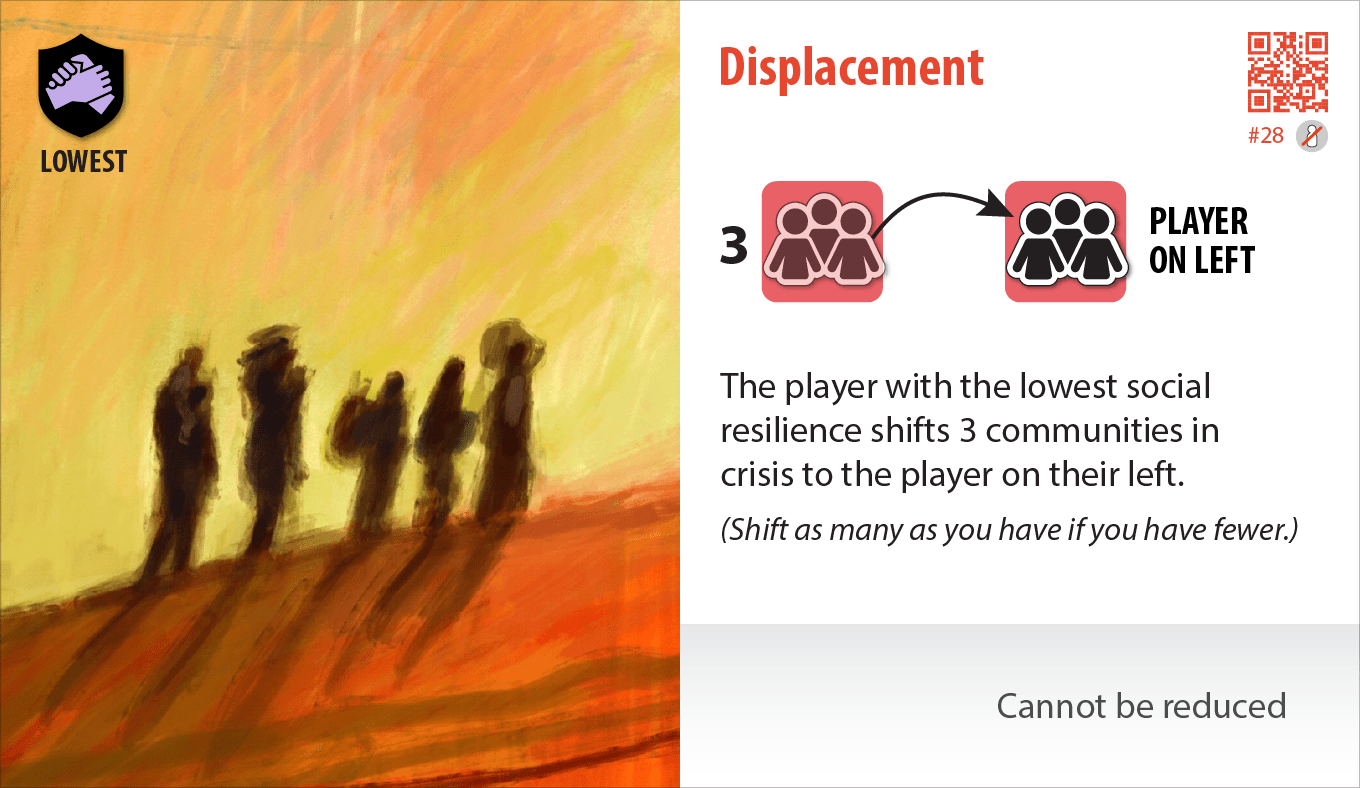 LOWEST
Displacement
#28
3
PLAYER
ON LEFT
The player with the lowest social
resilience shifts 3 communities in
crisis to the player on their left.
(Shift as many as you have if you have fewer.)
Cannot be reduced